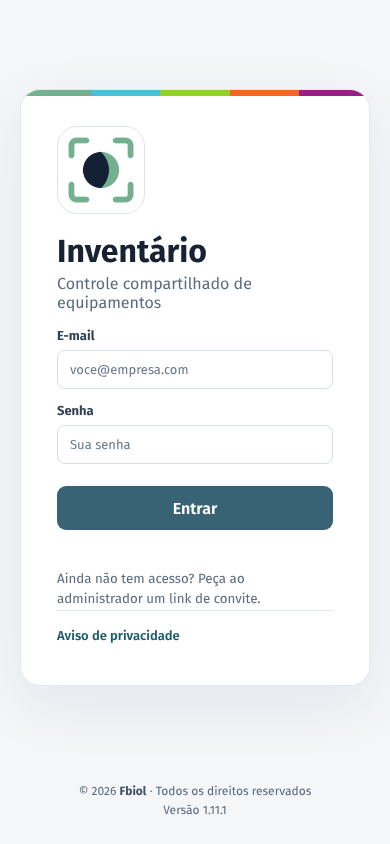 Inventário
Controle compartilhado de
equipamentos
E-mail
voce@empresa.com
Senha
Sua senha
Entrar
Ainda não tem acesso? Peça ao
administrador um link de convite.
Aviso de privacidade
© 2026 Fbiol · Todos os direitos reservados
Versão 1.11.1